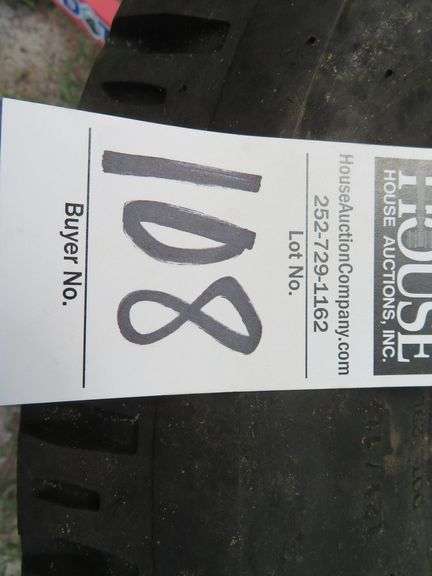 HOUSE
HOUSE AUCTIONS, INC.
HouseAuctionCompany.com
252-729-1162
Lot No.
108
Buyer No.